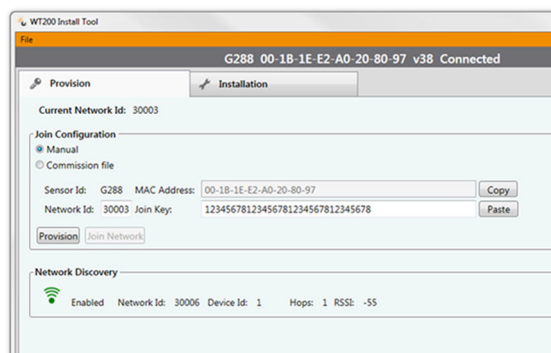 WT200 Install Tool
File
G288 00-1B-1E-E2-A0-20-80-97 v38 Connected
Provision
Installation
Current Network Id: 30003
Join Configuration
Manual
Commission file
Sensor Id: G288 MAC Address: 00-1B-1E-E2-A0-20-80-97 Copy
Network Id: 30003 Join Key: 12345678123456781234567812345678 Paste
Provision Join Network
Network Discovery
Enabled Network Id: 30006 Device Id: 1 Hops: 1 RSSI: -55